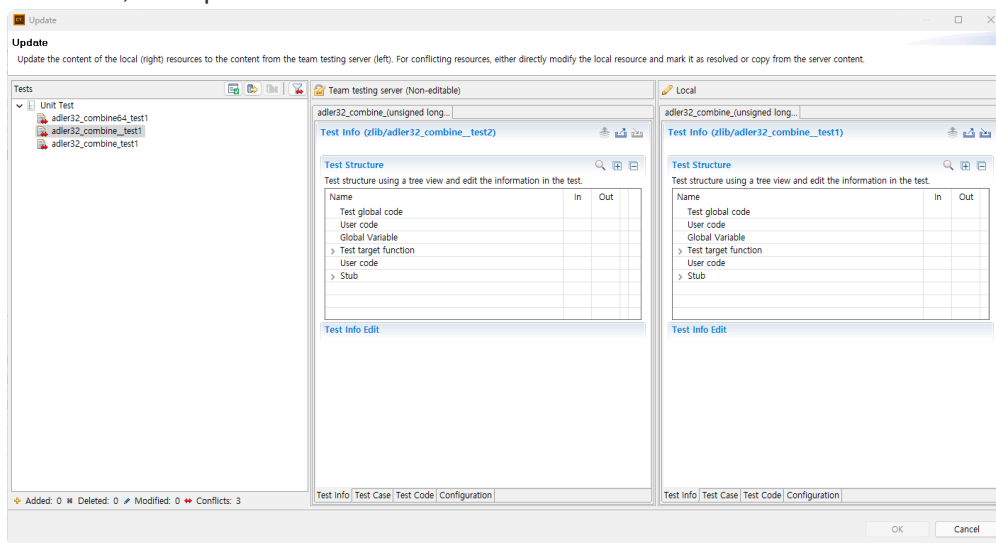 Update
Update
Update the content of the local (right) resources to the content from the team testing server (left). For conflicting resources, either directly modify the local resource and mark it as resolved or copy from the server content.
Tests
Unit Test
adler32_combine64_test1
adler32_combine__test1
adler32_combine_test1
Added: 0 Deleted: 0 Modified: 0 Conflicts: 3
Team testing server (Non-editable)
adler32_combine_(unsigned long...
Test Info (zlib/adler32_combine__test2)
Test Structure
Test structure using a tree view and edit the information in the test.
Name In Out
Test global code
User code
Global Variable
Test target function
User code
Stub
Test Info Edit
Test Info Test Case Test Code Configuration
Local
adler32_combine_(unsigned long...
Test Info (zlib/adler32_combine__test1)
Test Structure
Test structure using a tree view and edit the information in the test.
Name In Out
Test global code
User code
Global Variable
Test target function
User code
Stub
Test Info Edit
Test Info Test Case Test Code Configuration
OK Cancel